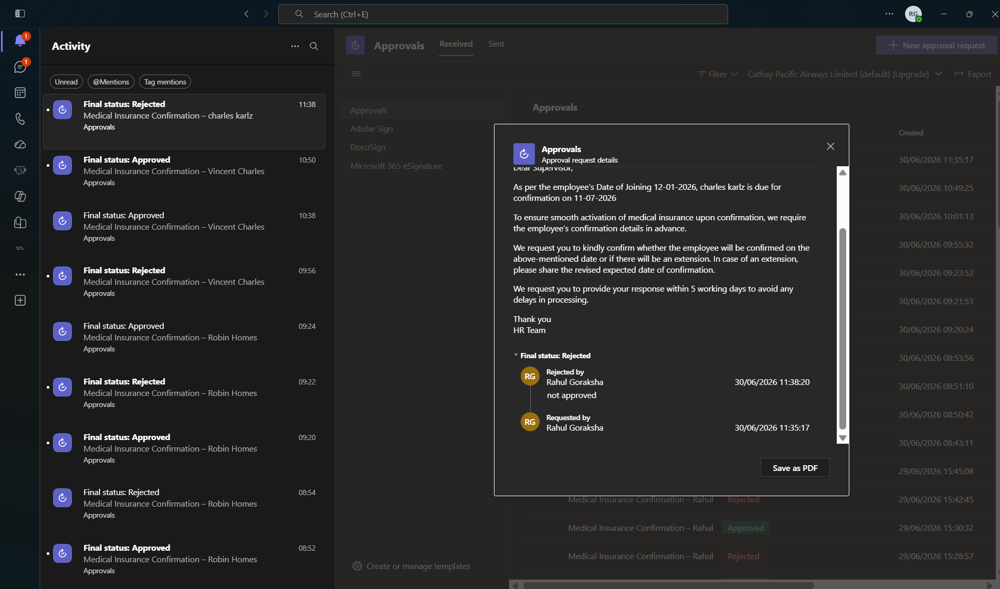 Search (Ctrl+E)
RG
1
1
Activity
Unread
@Mentions
Tag mentions
Final status: Rejected
11:38
Medical Insurance Confirmation – charles karlz
Approvals
Final status: Approved
10:50
Medical Insurance Confirmation – Vincent Charles
Approvals
Final status: Approved
10:38
Medical Insurance Confirmation – Vincent Charles
Approvals
Final status: Rejected
09:56
Medical Insurance Confirmation – Vincent Charles
Approvals
Final status: Approved
09:24
Medical Insurance Confirmation – Robin Homes
Approvals
Final status: Rejected
09:22
Medical Insurance Confirmation – Robin Homes
Approvals
Final status: Approved
09:20
Medical Insurance Confirmation – Robin Homes
Approvals
Final status: Rejected
08:54
Medical Insurance Confirmation – Robin Homes
Approvals
Final status: Approved
08:52
Medical Insurance Confirmation – Robin Homes
Approvals
Approvals
Received
Sent
New approval request
Filter
Cathay Pacific Airways Limited (default) (Upgrade)
Export
Approvals
Adobe Sign
DocuSign
Microsoft 365 eSignature
Create or manage templates
Approvals
Created
30/06/2026 11:35:17
30/06/2026 10:49:25
30/06/2026 10:01:13
30/06/2026 09:55:32
30/06/2026 09:23:52
30/06/2026 09:21:53
30/06/2026 09:20:24
30/06/2026 08:53:56
30/06/2026 08:51:10
30/06/2026 08:50:42
30/06/2026 08:43:11
29/06/2026 15:45:08
Medical Insurance Confirmation – Rahul Rejected 29/06/2026 15:42:45
Medical Insurance Confirmation – Rahul Approved 29/06/2026 15:30:32
Medical Insurance Confirmation – Rahul Rejected 29/06/2026 15:28:57
Approvals
Approval request details
Dear Supervisor,
As per the employee’s Date of Joining 12-01-2026, charles karlz is due for
confirmation on 11-07-2026
To ensure smooth activation of medical insurance upon confirmation, we require
the employee’s confirmation details in advance.
We request you to kindly confirm whether the employee will be confirmed on the
above-mentioned date or if there will be an extension. In case of an extension,
please share the revised expected date of confirmation.
We request you to provide your response within 5 working days to avoid any
delays in processing.
Thank you
HR Team
Final status: Rejected
RG
Rejected by
Rahul Goraksha
30/06/2026 11:38:20
not approved
RG
Requested by
Rahul Goraksha
30/06/2026 11:35:17
Save as PDF